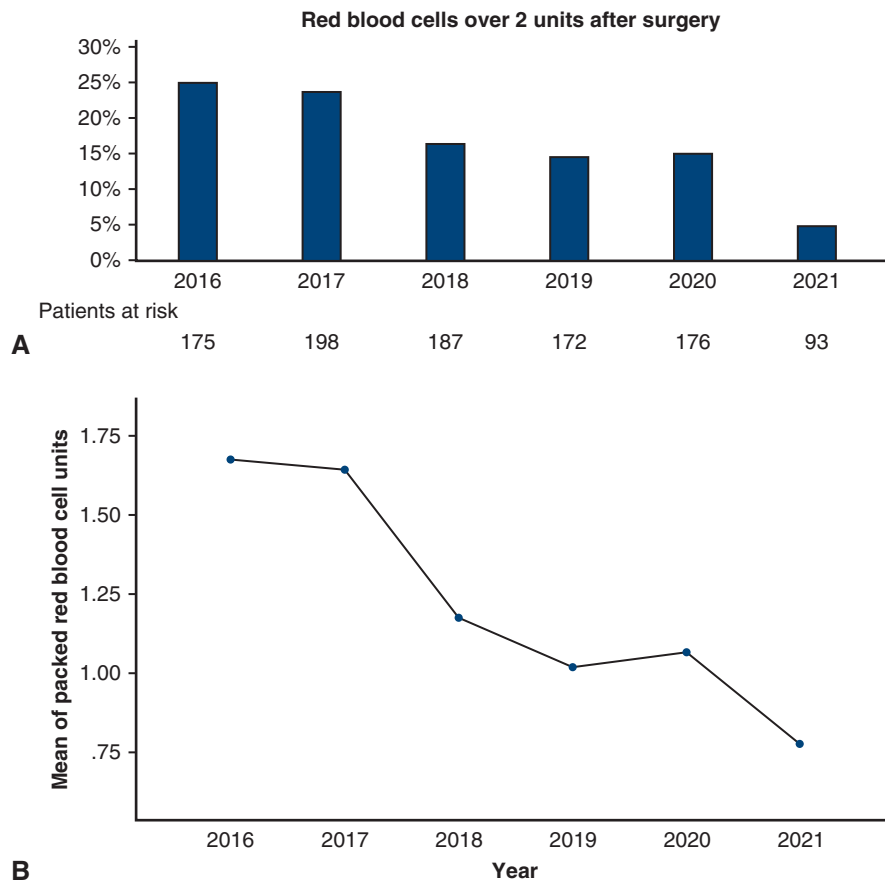 Red blood cells over 2 units after surgery
30%
25%
20%
15%
10%
5%
0%
2016 2017 2018 2019 2020 2021
Patients at risk
A 175 198 187 172 176 93
Mean of packed red blood cell units
1.75
1.50
1.25
1.00
.75
2016 2017 2018 2019 2020 2021
B Year